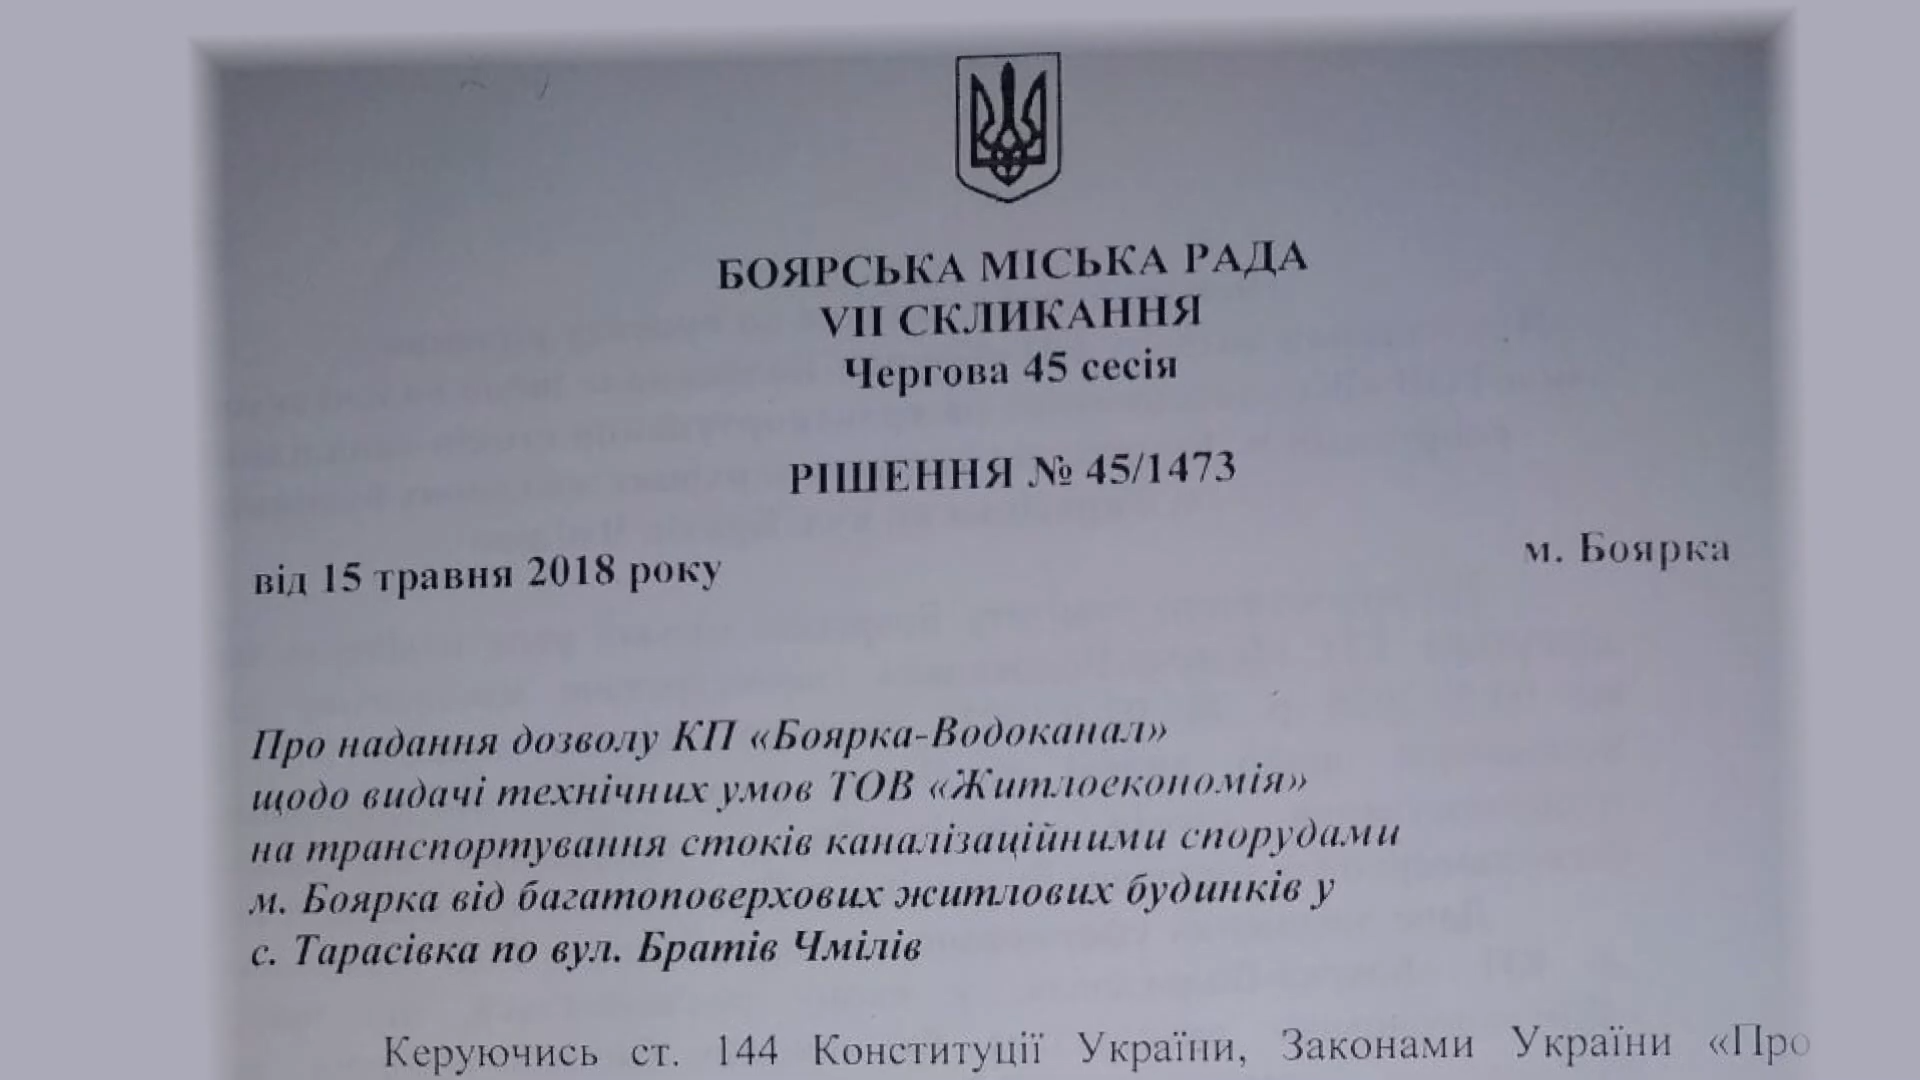 БОЯРСЬКА МІСЬКА РАДА
VII СКЛИКАННЯ
Чергова 45 сесія
РІШЕННЯ № 45/1473
від 15 травня 2018 року
м. Боярка
Про надання дозволу КП «Боярка-Водоканал»
щодо видачі технічних умов ТОВ «Житлоекономія»
на транспортування стоків каналізаційними спорудами
м. Боярка від багатоповерхових житлових будинків у
с. Тарасівка по вул. Братів Чмілів
Керуючись ст. 144 Конституції України, Законами України «Про